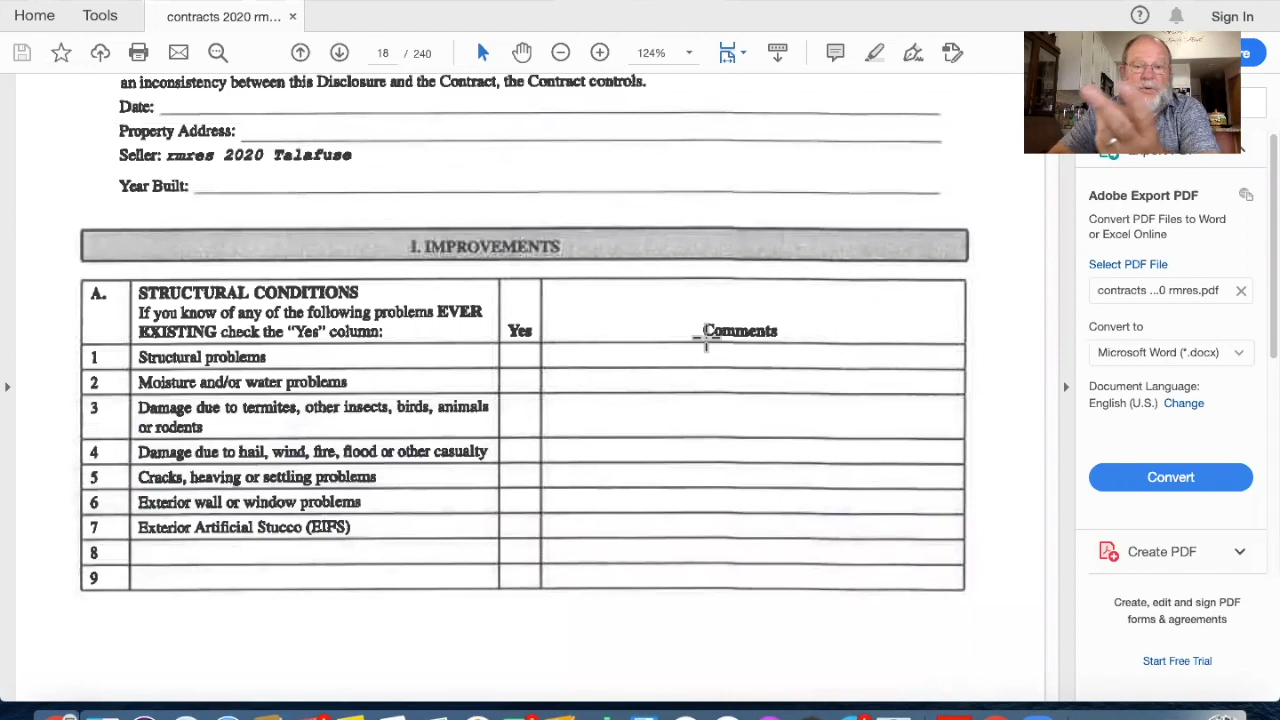 Home
Tools
contracts 2020 rm...
×
Sign In
18 / 240
124%
an inconsistency between this Disclosure and the Contract, the Contract controls.
Date:
Property Address:
Seller: rmres 2020 Talafuse
Year Built:
I. IMPROVEMENTS
A. STRUCTURAL CONDITIONS
If you know of any of the following problems EVER
EXISTING check the "Yes" column: Yes Comments
1 Structural problems
2 Moisture and/or water problems
3 Damage due to termites, other insects, birds, animals
or rodents
4 Damage due to hail, wind, fire, flood or other casualty
5 Cracks, heaving or settling problems
6 Exterior wall or window problems
7 Exterior Artificial Stucco (EIFS)
8
9
Adobe Export PDF
Convert PDF Files to Word
or Excel Online
Select PDF File
contracts ...0 rmres.pdf
Convert to
Microsoft Word (*.docx)
Document Language:
English (U.S.) Change
Convert
Create PDF
Create, edit and sign PDF
forms & agreements
Start Free Trial